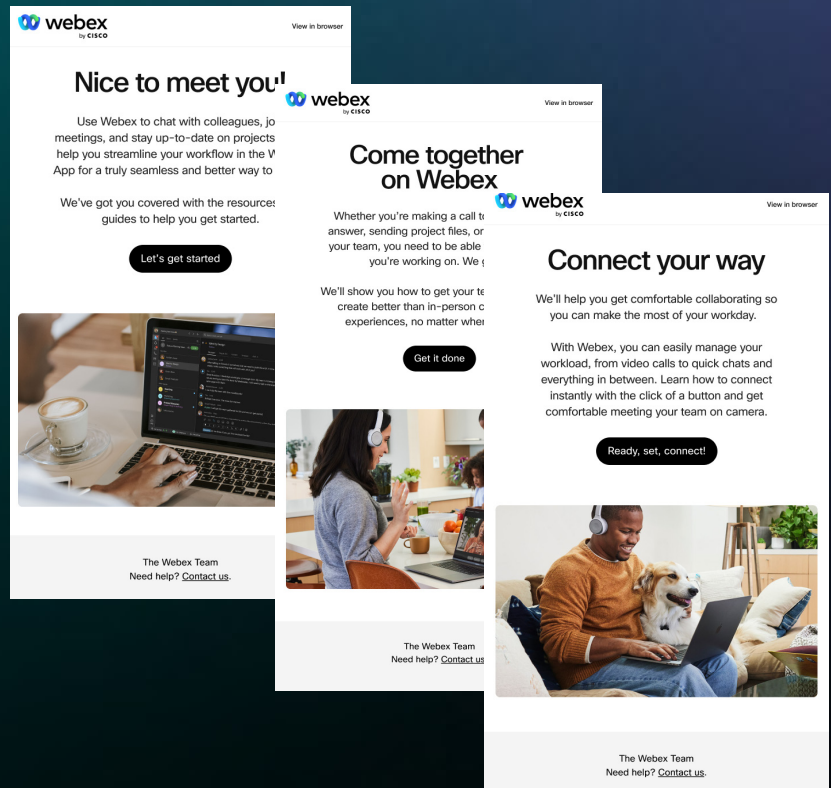 webex
by CISCO
View in browser
Nice to meet you!
Use Webex to chat with colleagues, jo
meetings, and stay up-to-date on projects
help you streamline your workflow in the W
App for a truly seamless and better way to
We've got you covered with the resources
guides to help you get started.
Let's get started
The Webex Team
Need help? Contact us.
webex
by CISCO
View in browser
Come together
on Webex
Whether you're making a call to
answer, sending project files, or
your team, you need to be able
you're working on. We g
We'll show you how to get your te
create better than in-person c
experiences, no matter wher
Get it done
The Webex Team
Need help? Contact us
webex
by CISCO
View in browser
Connect your way
We'll help you get comfortable collaborating so
you can make the most of your workday.
With Webex, you can easily manage your
workload, from video calls to quick chats and
everything in between. Learn how to connect
instantly with the click of a button and get
comfortable meeting your team on camera.
Ready, set, connect!
The Webex Team
Need help? Contact us.